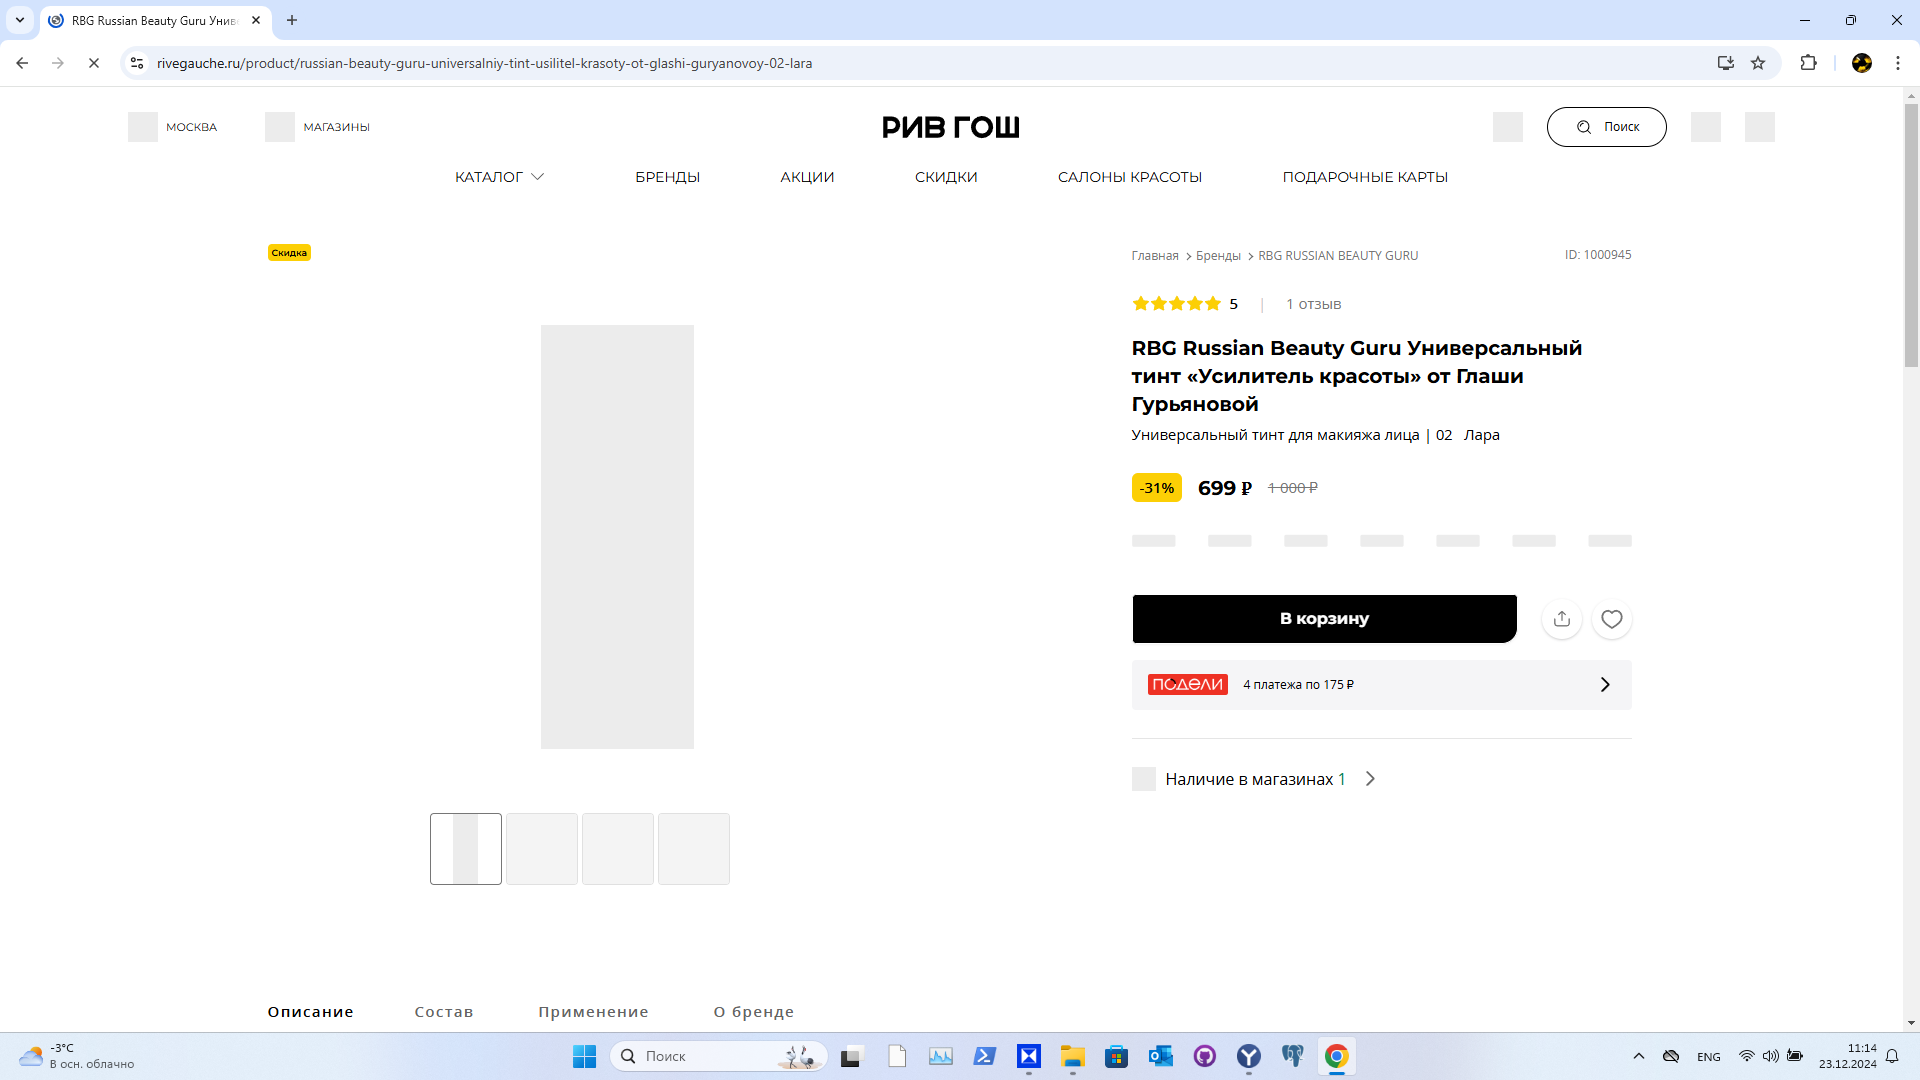 RBG Russian Beauty Guru Униве
rivegauche.ru/product/russian-beauty-guru-universalniy-tint-usilitel-krasoty-ot-glashi-guryanovoy-02-lara
МОСКВА
МАГАЗИНЫ
РИВ ГОШ
Поиск
КАТАЛОГ
БРЕНДЫ
АКЦИИ
СКИДКИ
САЛОНЫ КРАСОТЫ
ПОДАРОЧНЫЕ КАРТЫ
Скидка
Главная > Бренды > RBG RUSSIAN BEAUTY GURU
ID: 1000945
5 | 1 отзыв
RBG Russian Beauty Guru Универсальный
тинт «Усилитель красоты» от Глаши
Гурьяновой
Универсальный тинт для макияжа лица | 02 Лара
-31% 699 ₽ 1 000 ₽
В корзину
ПОДЕЛИ 4 платежа по 175 ₽
Наличие в магазинах 1
Описание
Состав
Применение
О бренде
-3°C
В осн. облачно
Поиск
ENG
11:14
23.12.2024